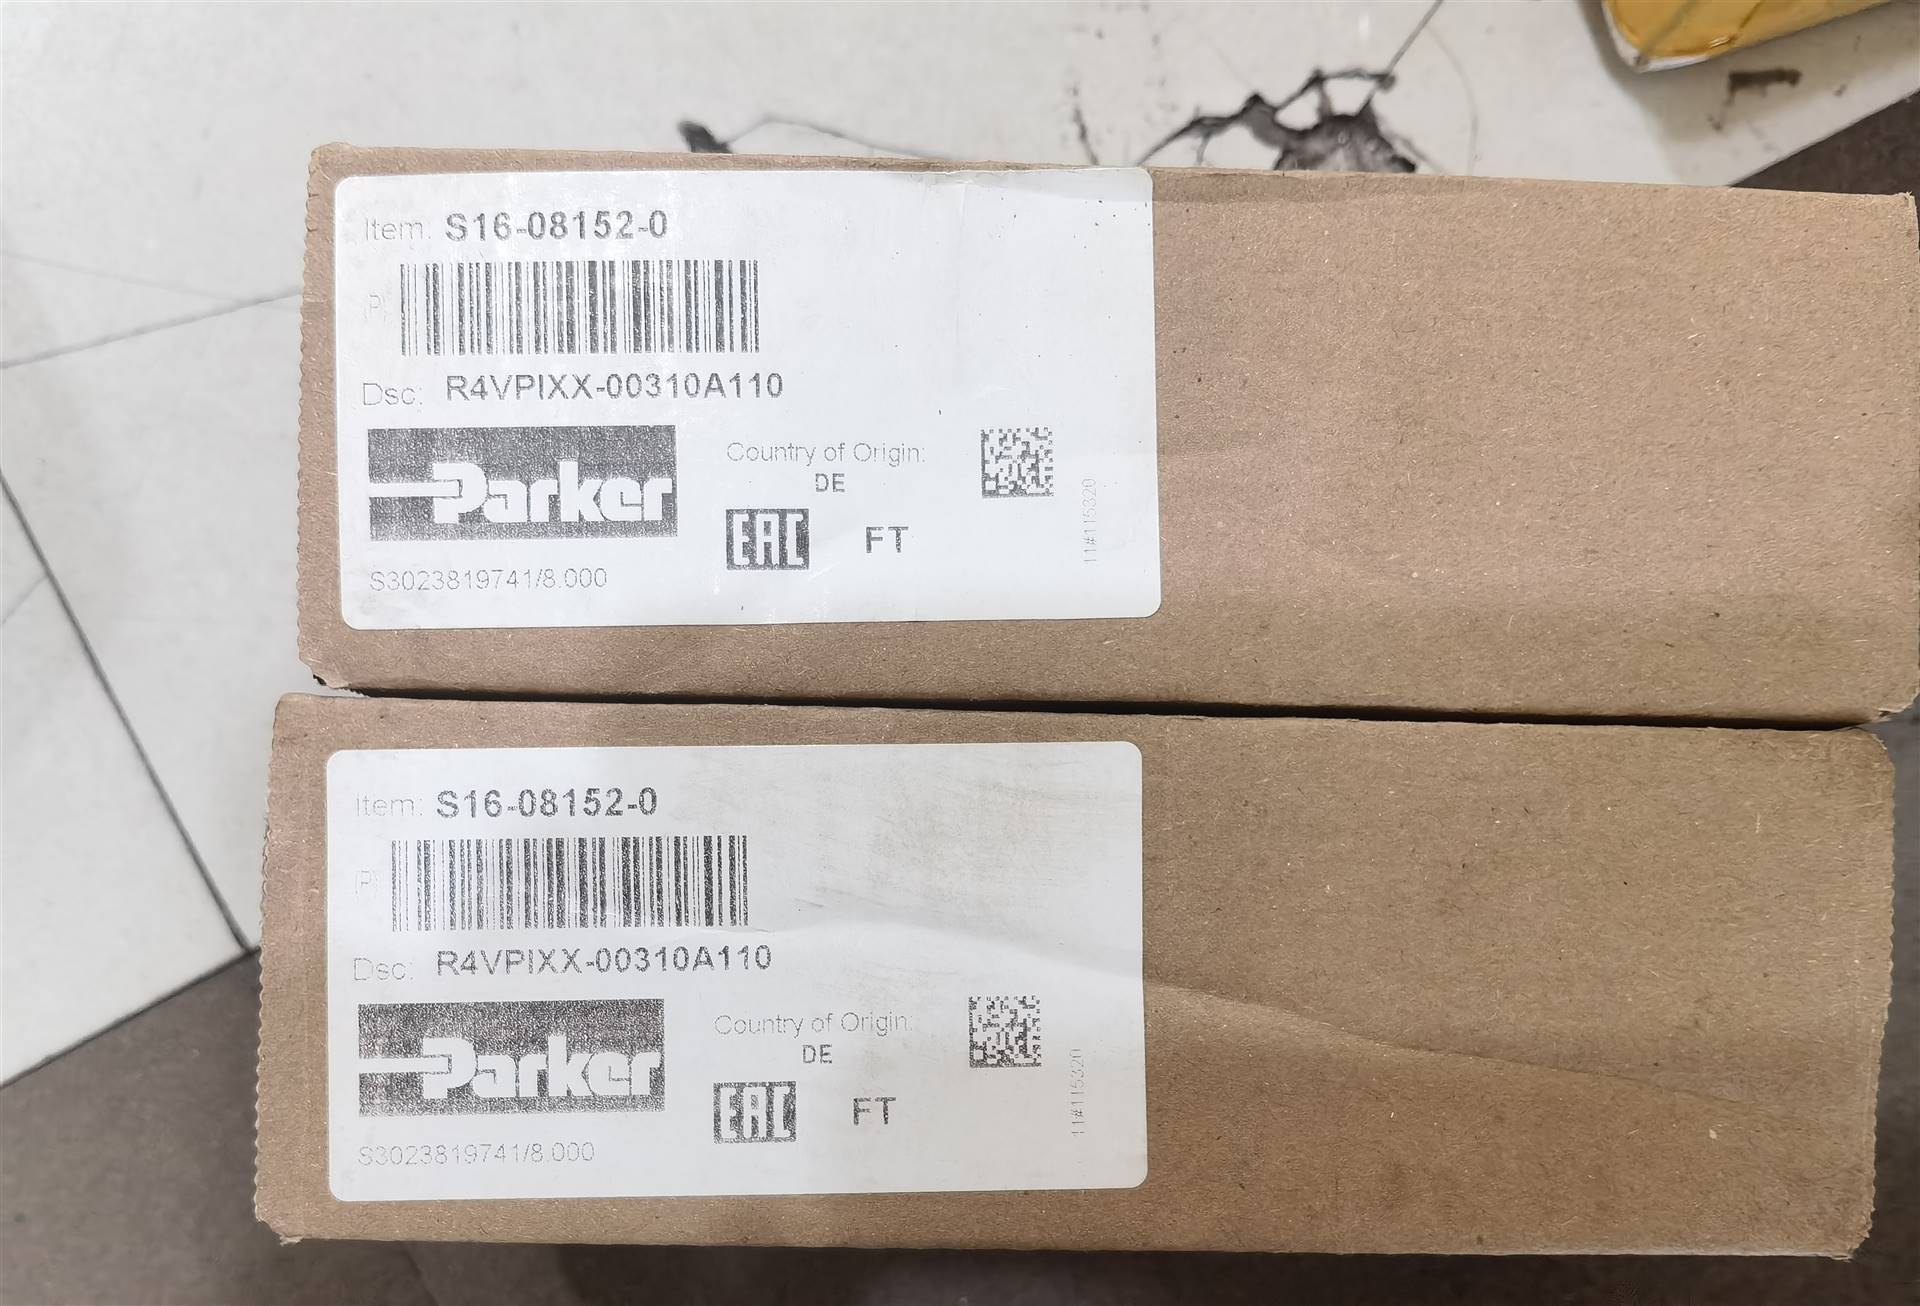 Item: S16-08152-0
(P)
Dsc: R4VPIXX-00310A110
Parker
Country of Origin:
DE
EAC
FT
S3023819741/8.000
11#115320
Item: S16-08152-0
(P)
Dsc: R4VPIXX-00310A110
Parker
Country of Origin:
DE
EAC
FT
S3023819741/8.000
11#115320